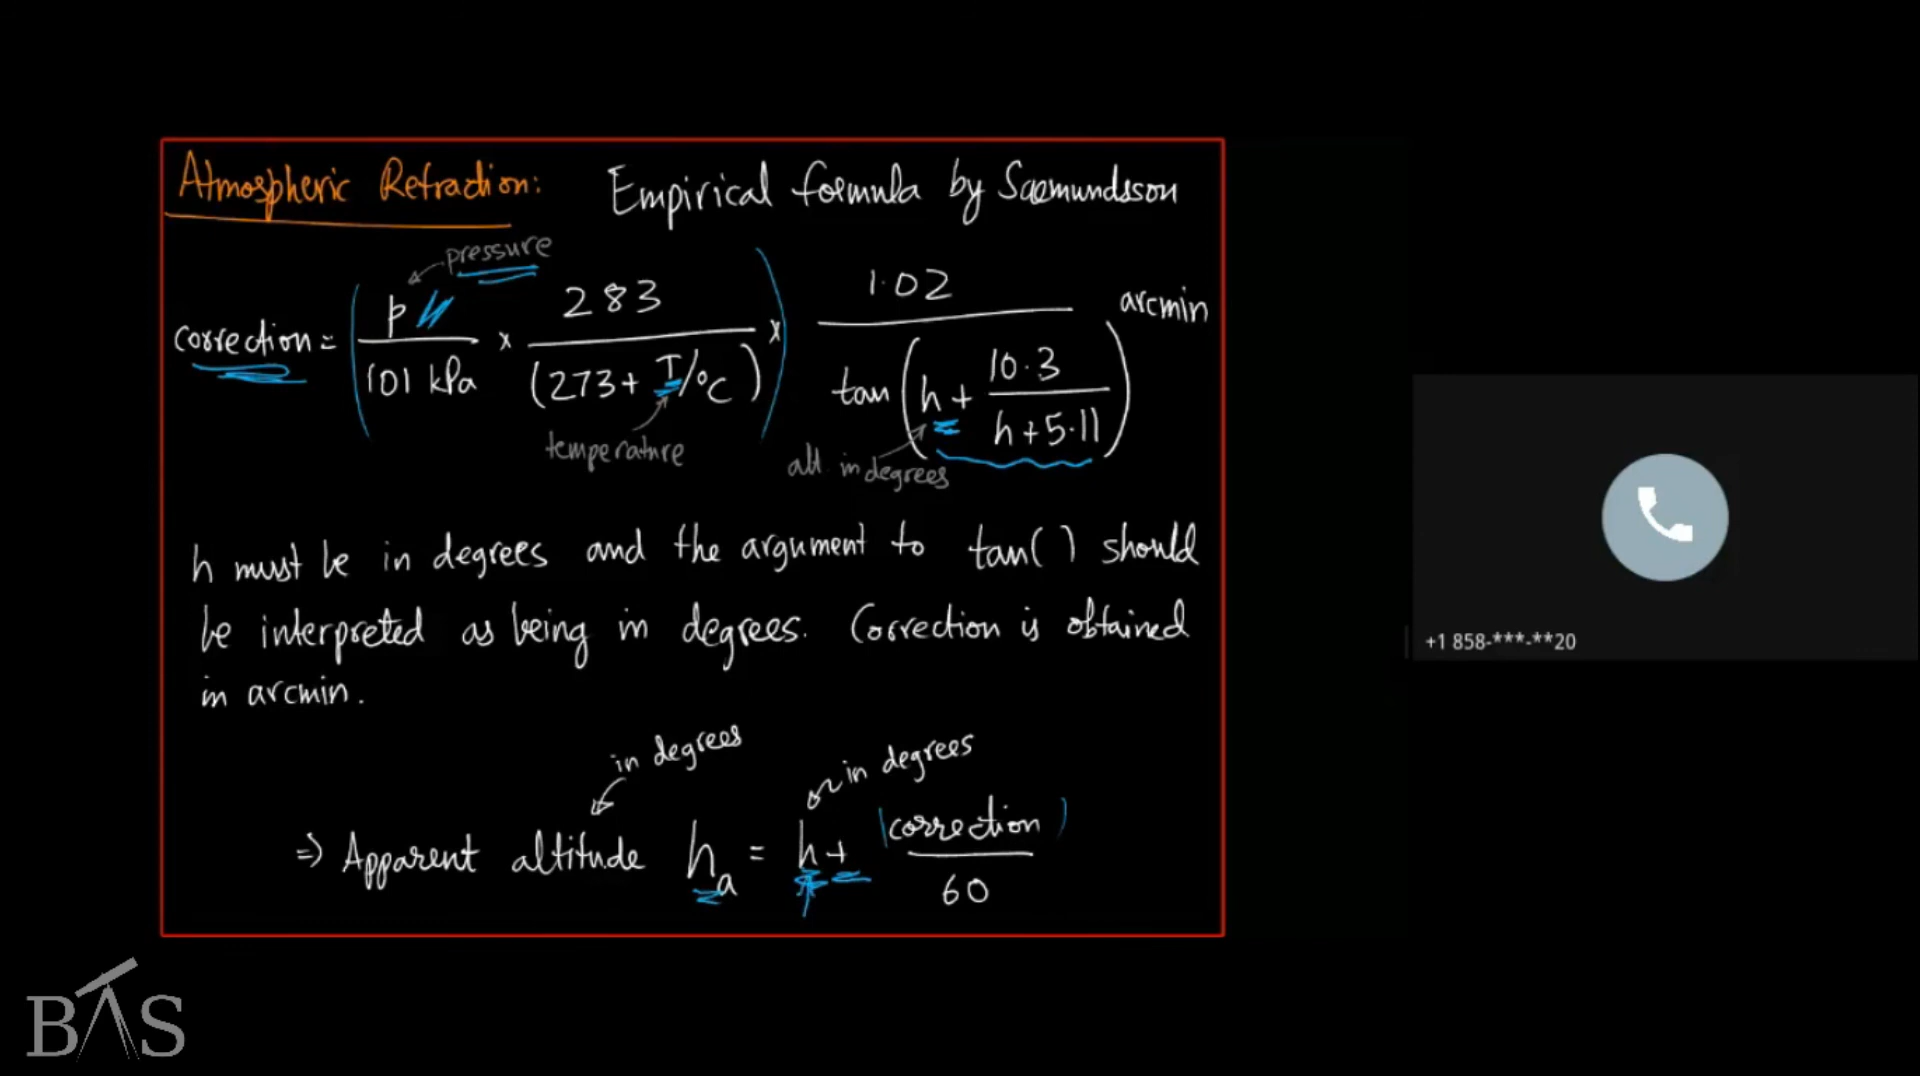 Atmospheric Refraction: Empirical formula by Saemundsson
pressure
correction = ( p / 101 kPa × 283 / (273 + T/°C) ) × 1.02 / tan( h + 10.3 / h + 5.11 ) arcmin
temperature
all in degrees
h must be in degrees and the argument to tan( ) should
be interpreted as being in degrees. Correction is obtained
in arcmin.
in degrees
in degrees
⇒ Apparent altitude hₐ = h + (correction) / 60
+1 858-***-**20
BAS